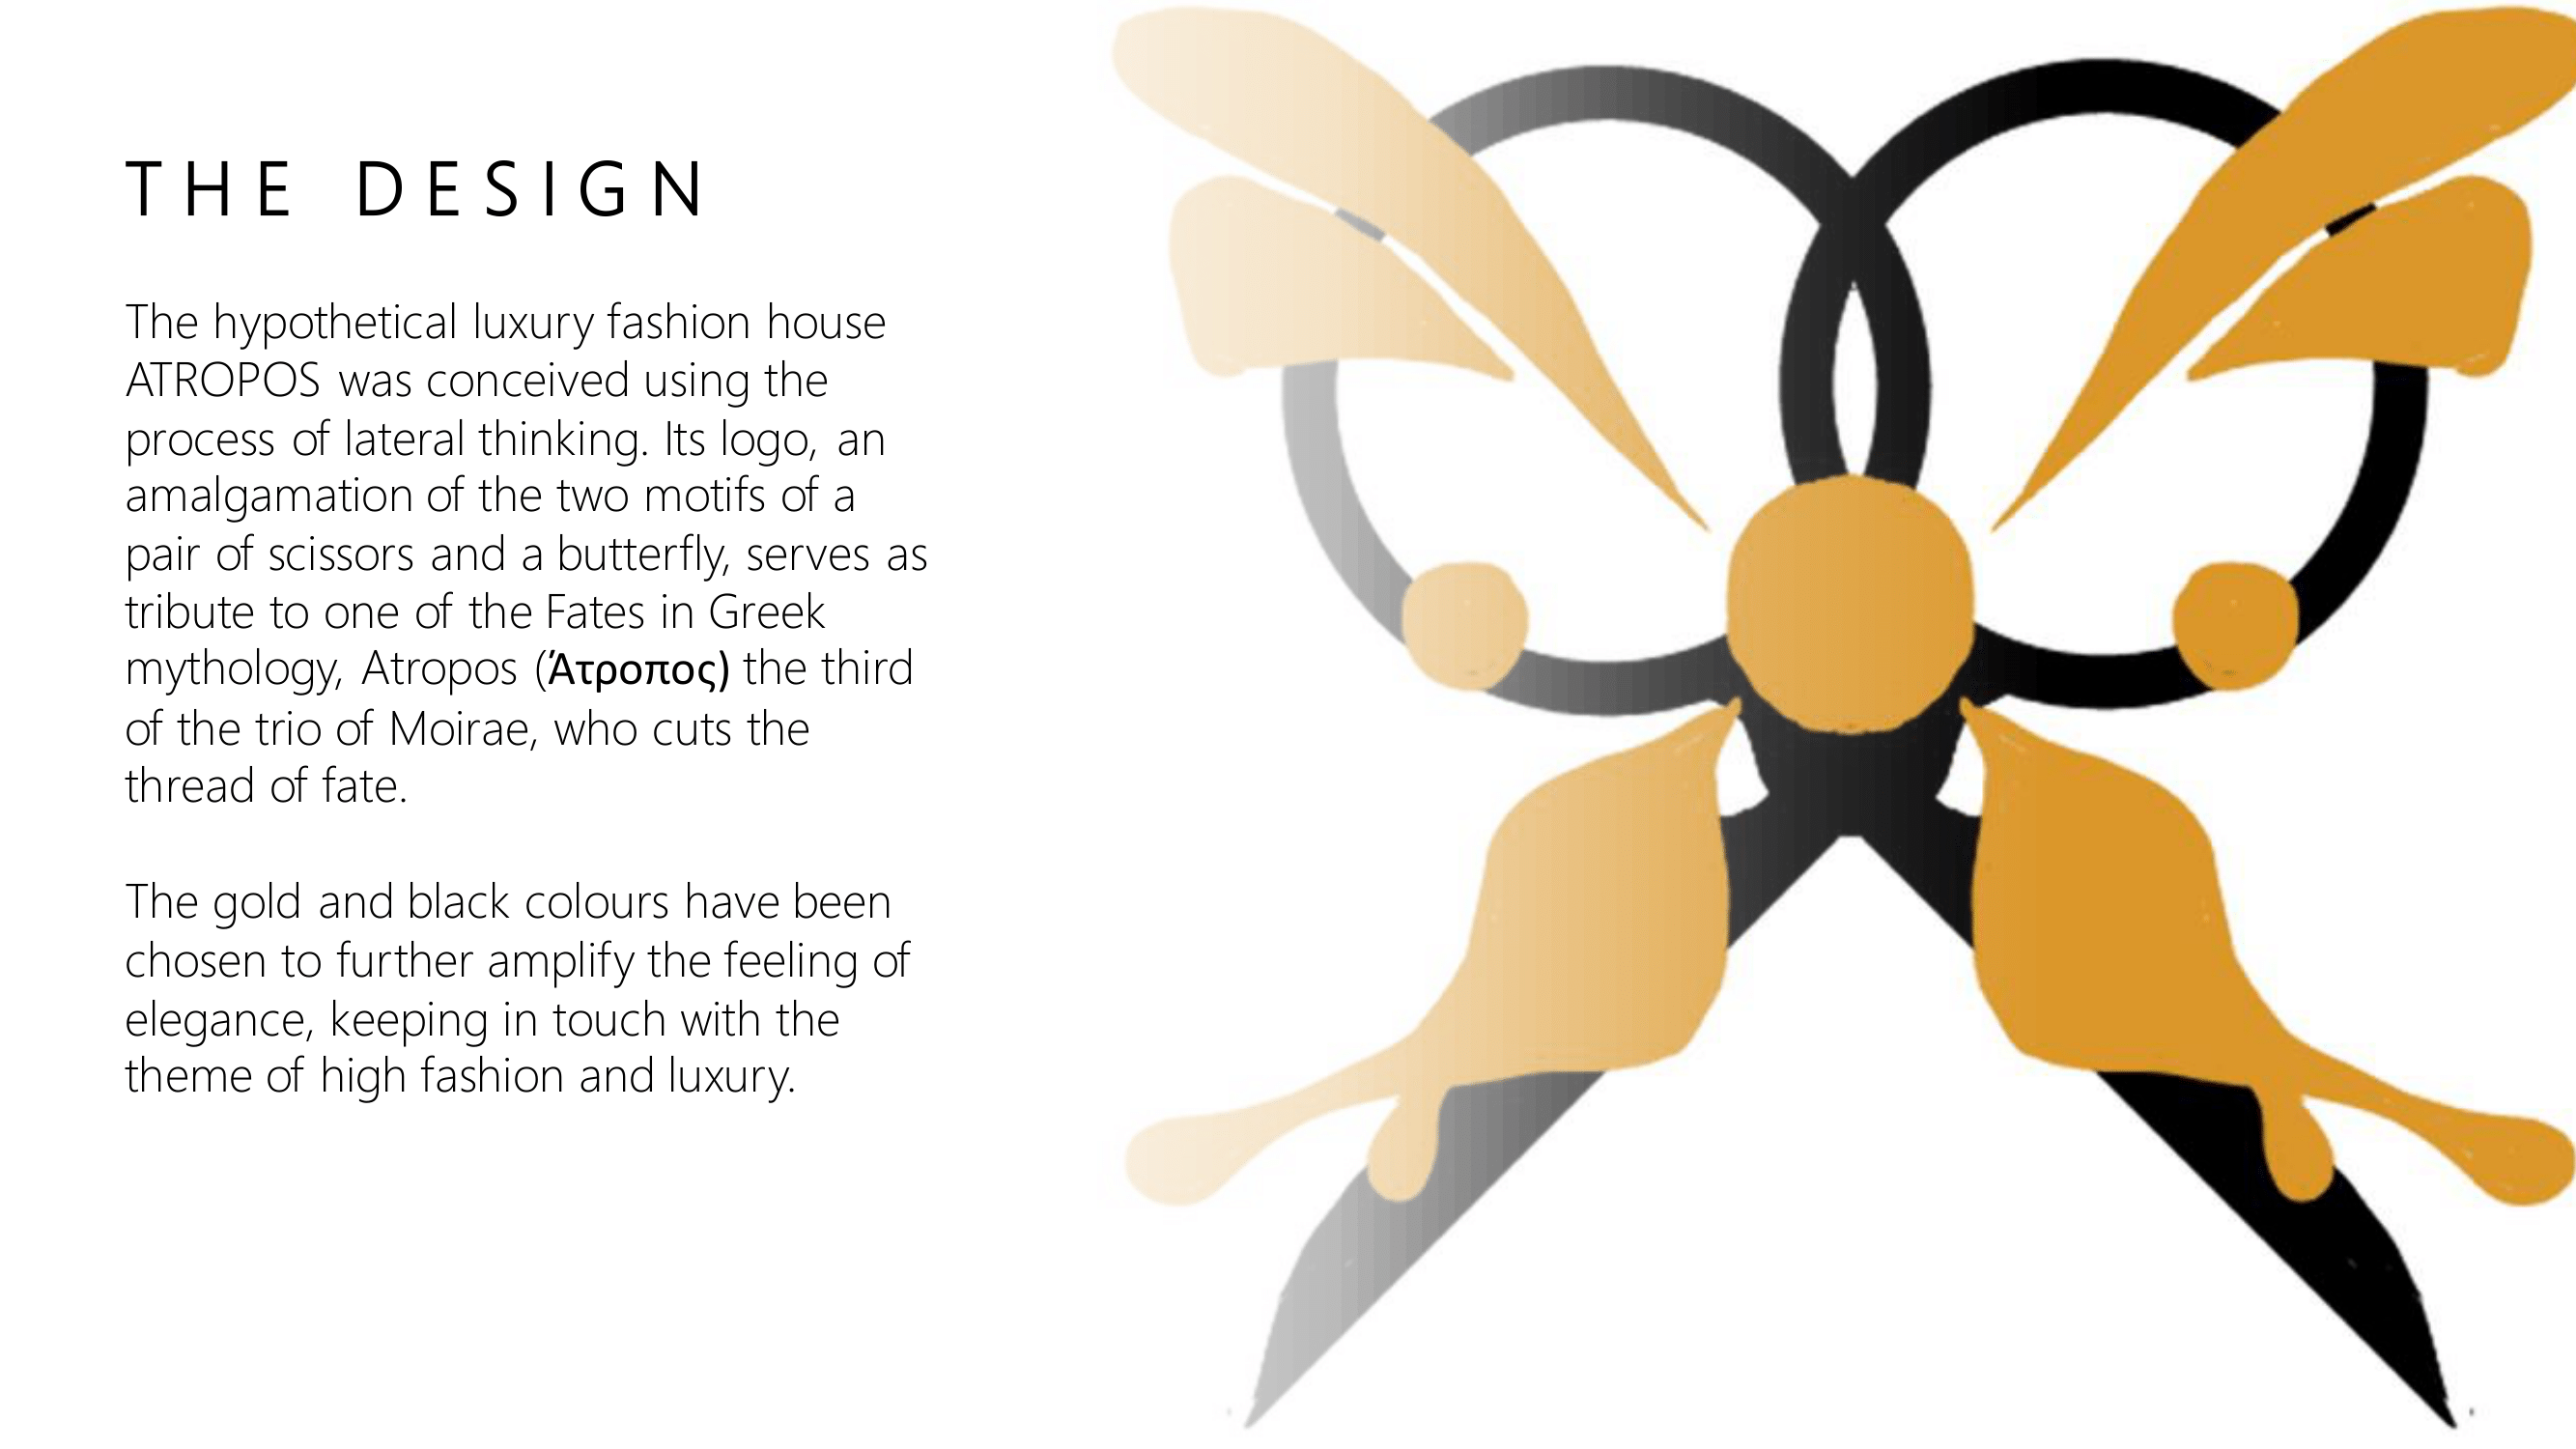 THE DESIGN
The hypothetical luxury fashion house
ATROPOS was conceived using the
process of lateral thinking. Its logo, an
amalgamation of the two motifs of a
pair of scissors and a butterfly, serves as
tribute to one of the Fates in Greek
mythology, Atropos (Άτροπος) the third
of the trio of Moirae, who cuts the
thread of fate.
The gold and black colours have been
chosen to further amplify the feeling of
elegance, keeping in touch with the
theme of high fashion and luxury.